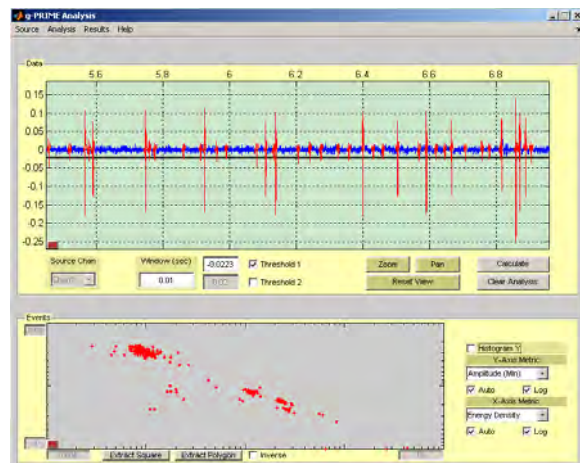 g-PRIME Analysis
Source Analysis Results Help
Data
5.6 5.8 6 6.2 6.4 6.6 6.8
0.15
0.1
0.05
0
-0.05
-0.1
-0.15
-0.2
-0.25
Source Chan Window (sec) -0.0223 Threshold 1 Zoom Pan Calculate
0.01 Threshold 2 Reset View Clear Analysis
Events
Histogram Y
Y-Axis Metric
Amplitude (Min)
Auto Log
X-Axis Metric
Energy Density
Auto Log
Extract Square Extract Polygon Inverse